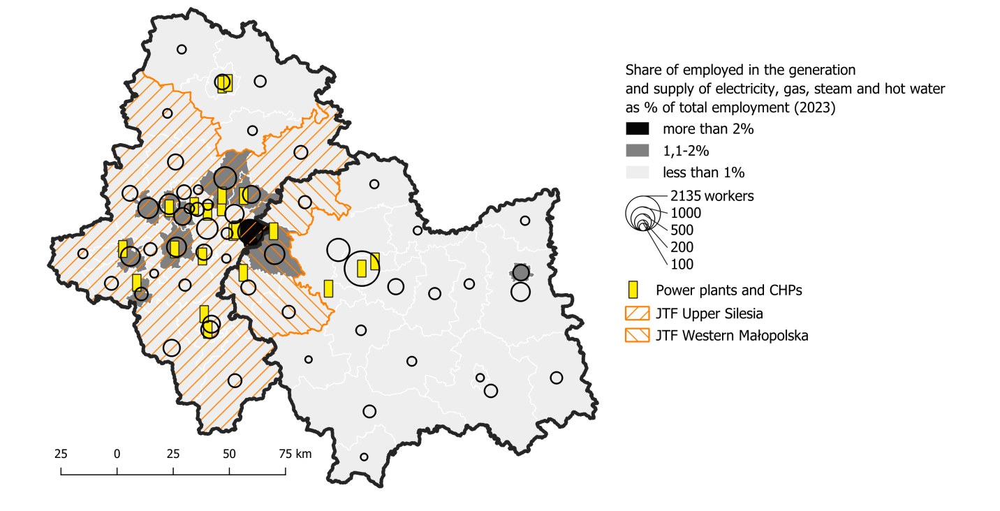 Share of employed in the generation
and supply of electricity, gas, steam and hot water
as % of total employment (2023)
more than 2%
1,1-2%
less than 1%
2135 workers
1000
500
200
100
Power plants and CHPs
JTF Upper Silesia
JTF Western Małopolska
25 0 25 50 75 km